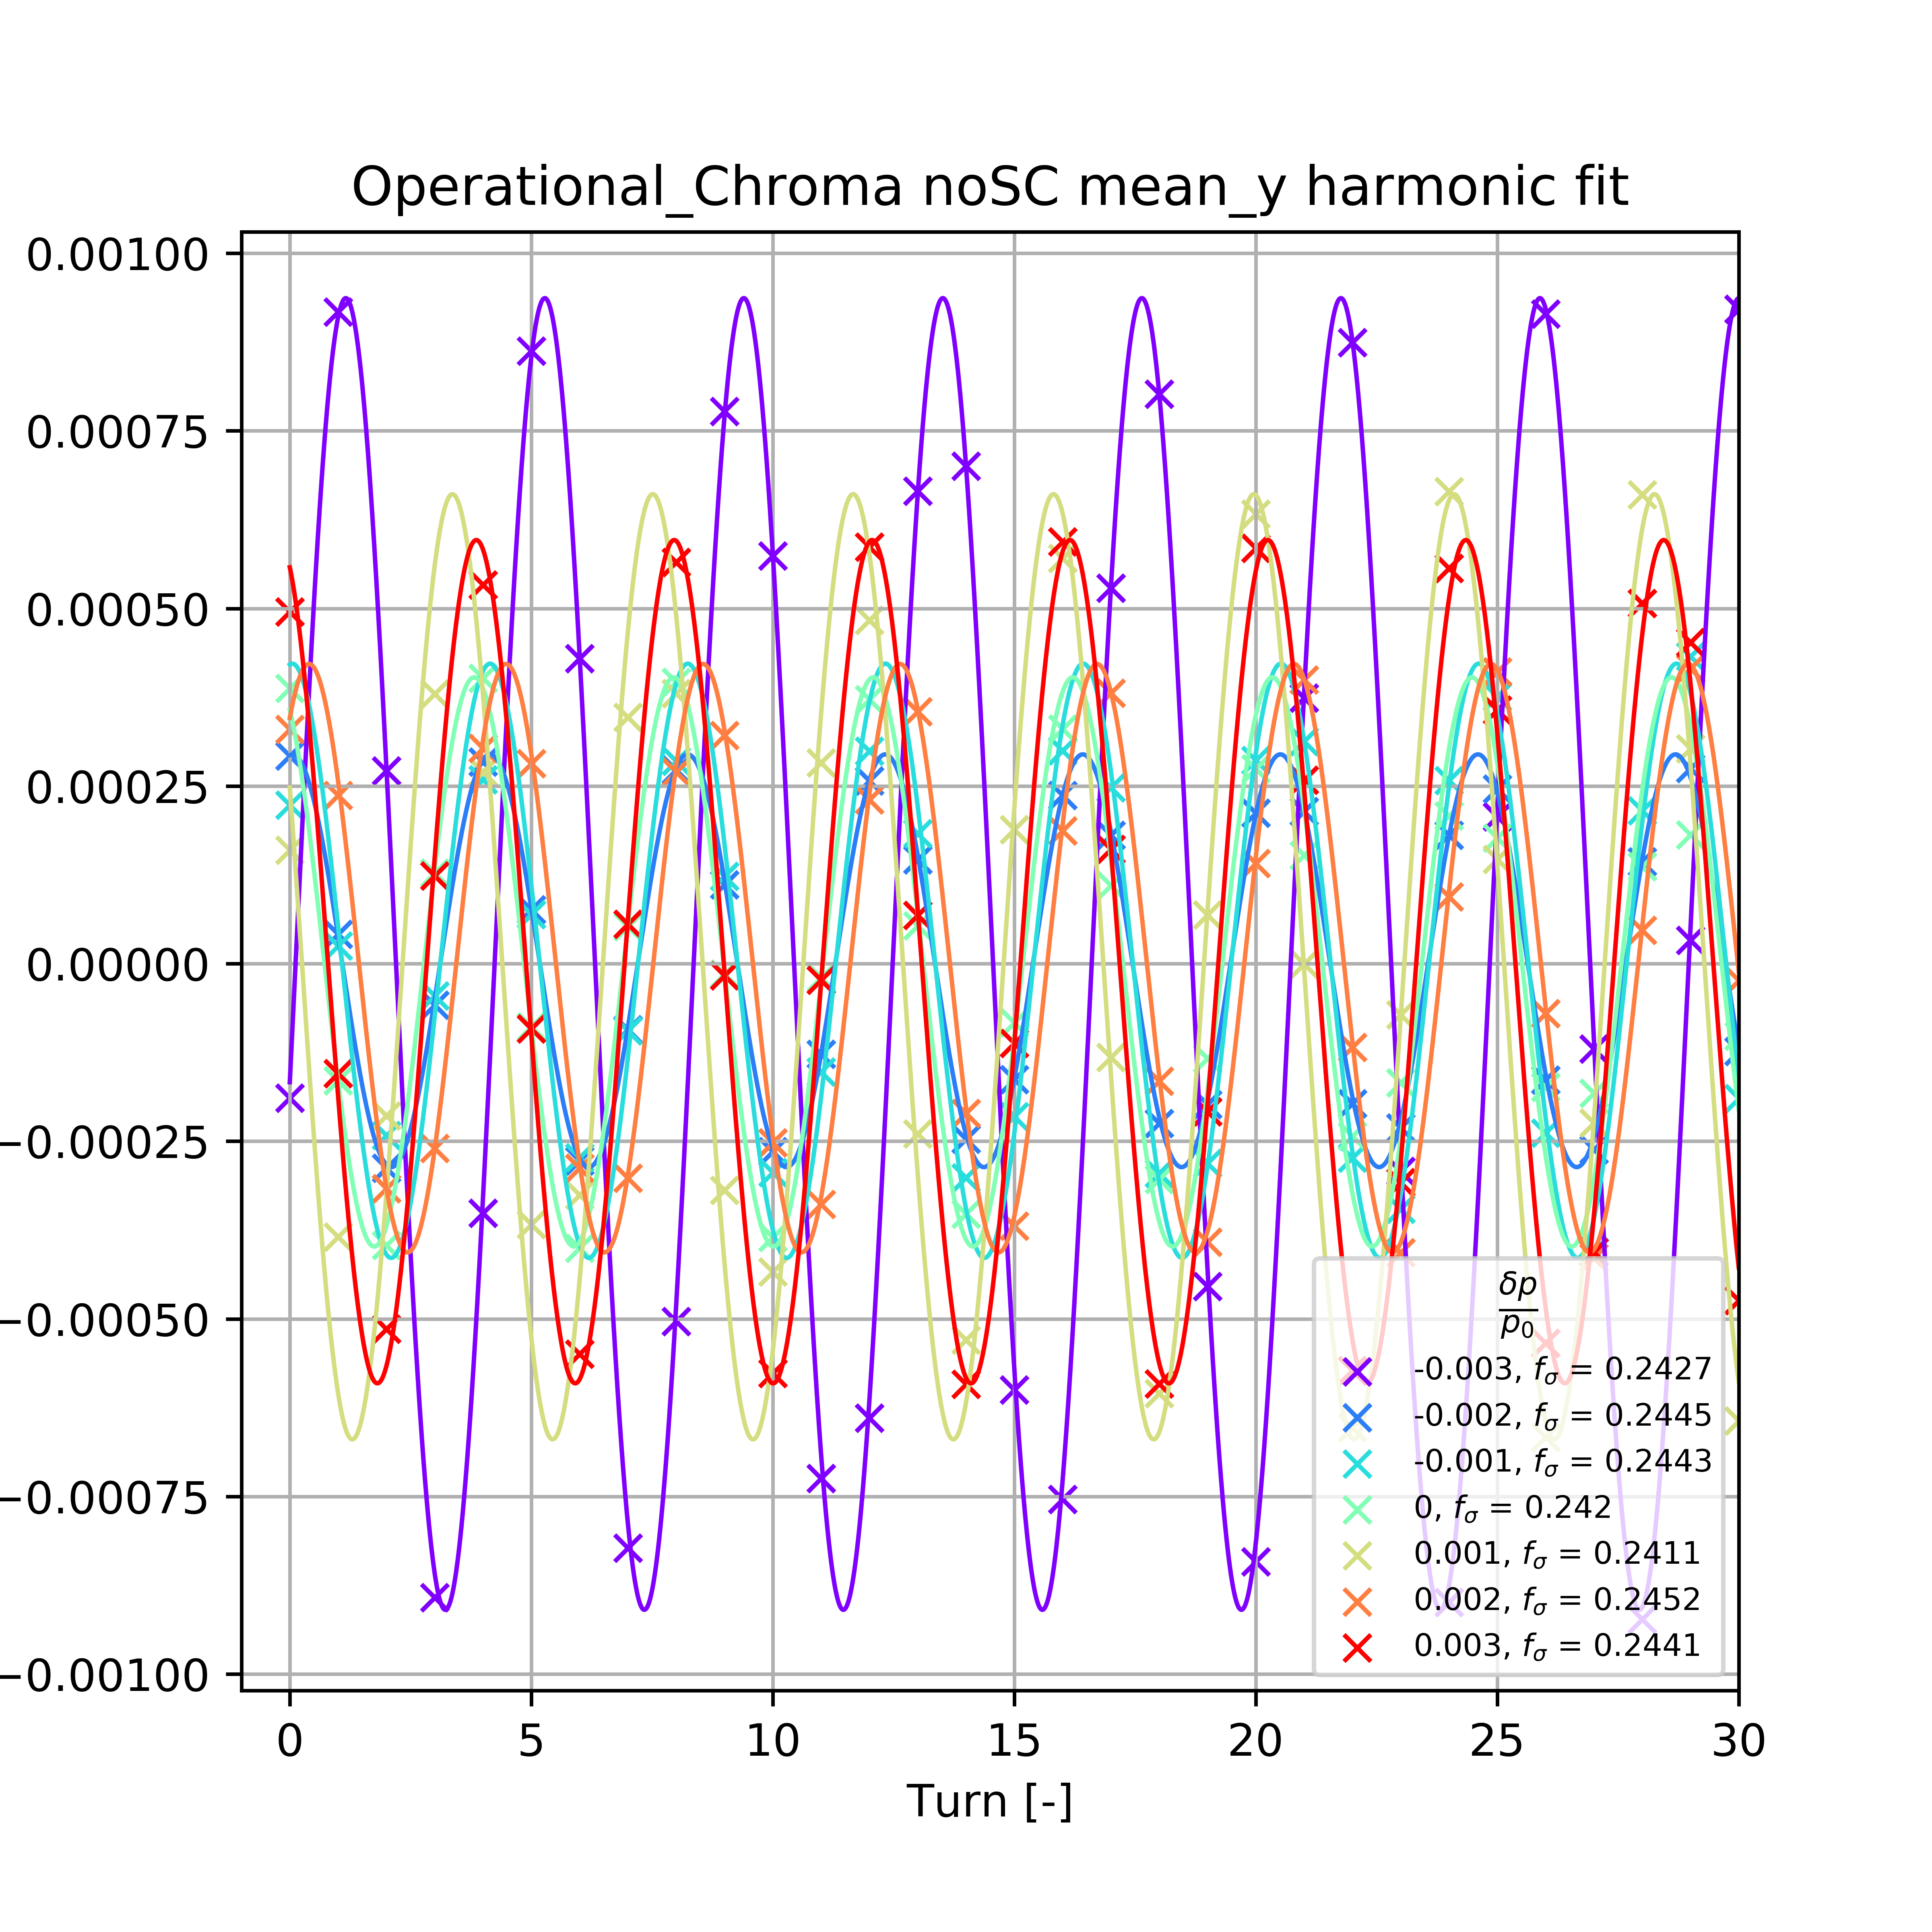 Operational_Chroma noSC mean_y harmonic fit
0.00100
0.00075
0.00050
0.00025
0.00000
−0.00025
−0.00050
−0.00075
−0.00100
δp
p₀
-0.003, fσ = 0.2427
-0.002, fσ = 0.2445
-0.001, fσ = 0.2443
0, fσ = 0.242
0.001, fσ = 0.2411
0.002, fσ = 0.2452
0.003, fσ = 0.2441
0 5 10 15 20 25 30
Turn [-]